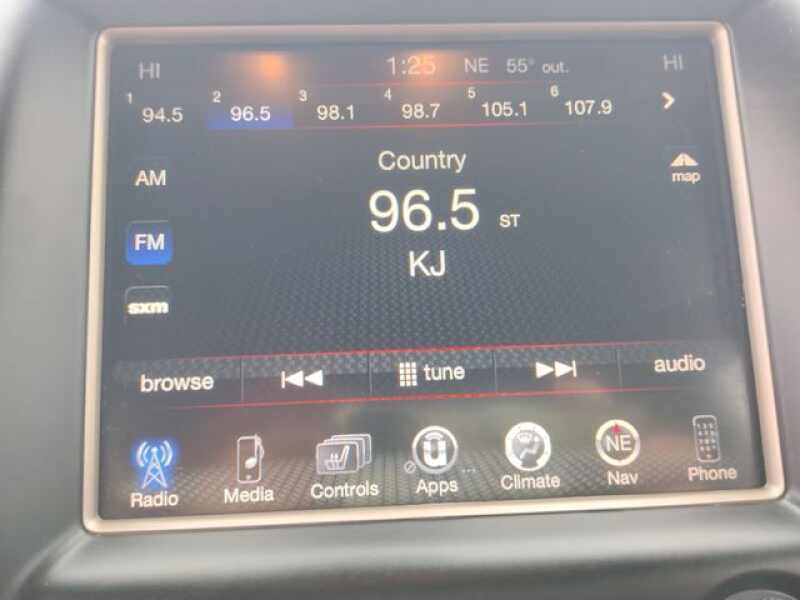 HI 1:25 NE 55° out. HI
1 94.5 2 96.5 3 98.1 4 98.7 5 105.1 6 107.9
Country
AM
map
96.5 ST
FM
KJ
sxm
browse tune audio
NE
Radio Media Controls Apps Climate Nav Phone